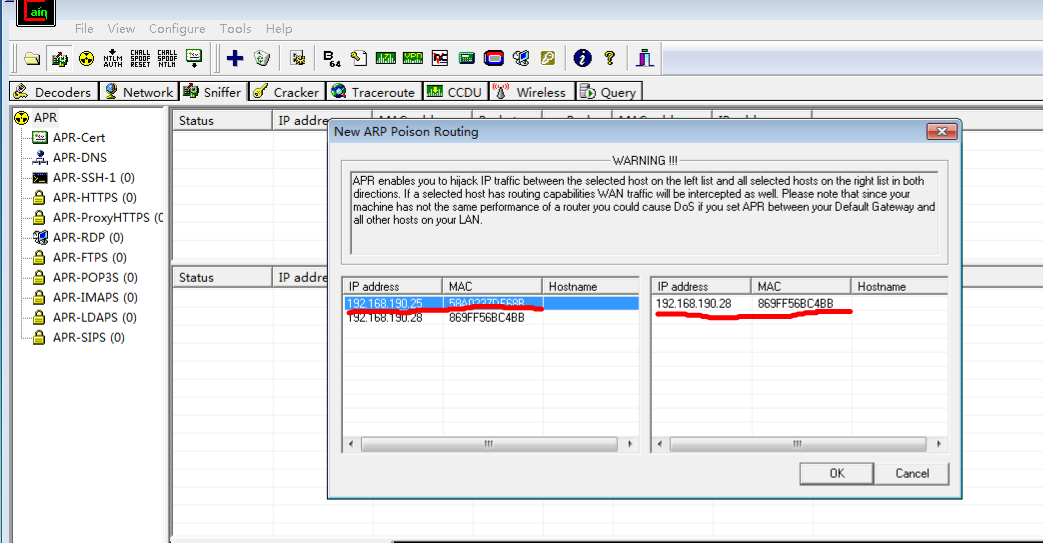 Cain
File View Configure Tools Help
NTLM AUTH
CHALL SPOOF RESET
CHALL SPOOF NTLM
B64
Decoders Network Sniffer Cracker Traceroute CCDU Wireless Query
APR
APR-Cert
APR-DNS
APR-SSH-1 (0)
APR-HTTPS (0)
APR-ProxyHTTPS (0
APR-RDP (0)
APR-FTPS (0)
APR-POP3S (0)
APR-IMAPS (0)
APR-LDAPS (0)
APR-SIPS (0)
Status IP addre
Status IP addre
New ARP Poison Routing
WARNING !!!
APR enables you to hijack IP traffic between the selected host on the left list and all selected hosts on the right list in both
directions. If a selected host has routing capabilities WAN traffic will be intercepted as well. Please note that since your
machine has not the same performance of a router you could cause DoS if you set APR between your Default Gateway and
all other hosts on your LAN.
IP address MAC Hostname
192.168.190.25
192.168.190.28 869FF56BC4BB
IP address MAC Hostname
192.168.190.28 869FF56BC4BB
OK Cancel